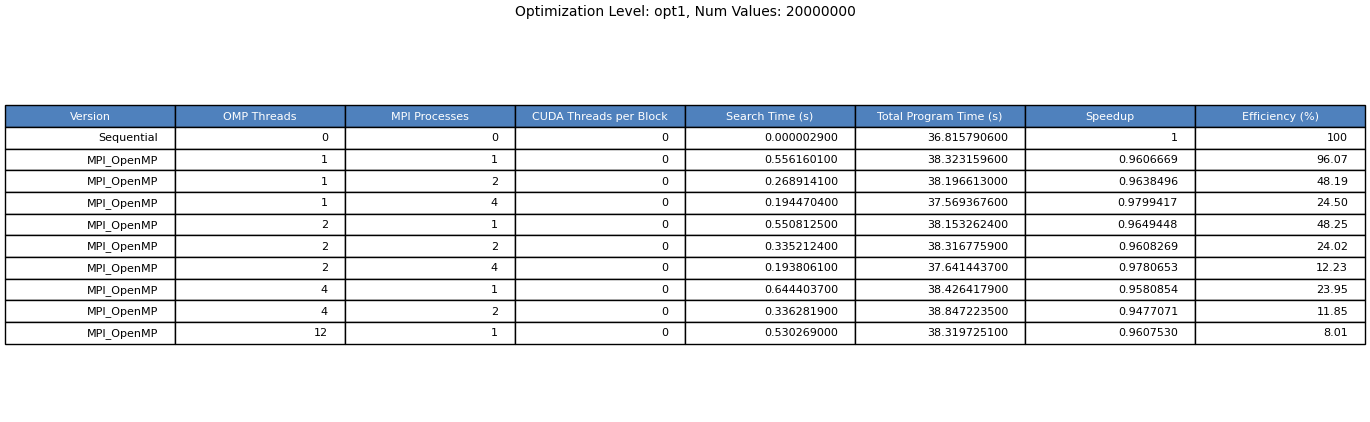 Optimization Level: opt1, Num Values: 20000000
Version OMP Threads MPI Processes CUDA Threads per Block Search Time (s) Total Program Time (s) Speedup Efficiency (%)
Sequential 0 0 0 0.000002900 36.815790600 1 100
MPI_OpenMP 1 1 0 0.556160100 38.323159600 0.9606669 96.07
MPI_OpenMP 1 2 0 0.268914100 38.196613000 0.9638496 48.19
MPI_OpenMP 1 4 0 0.194470400 37.569367600 0.9799417 24.50
MPI_OpenMP 2 1 0 0.550812500 38.153262400 0.9649448 48.25
MPI_OpenMP 2 2 0 0.335212400 38.316775900 0.9608269 24.02
MPI_OpenMP 2 4 0 0.193806100 37.641443700 0.9780653 12.23
MPI_OpenMP 4 1 0 0.644403700 38.426417900 0.9580854 23.95
MPI_OpenMP 4 2 0 0.336281900 38.847223500 0.9477071 11.85
MPI_OpenMP 12 1 0 0.530269000 38.319725100 0.9607530 8.01